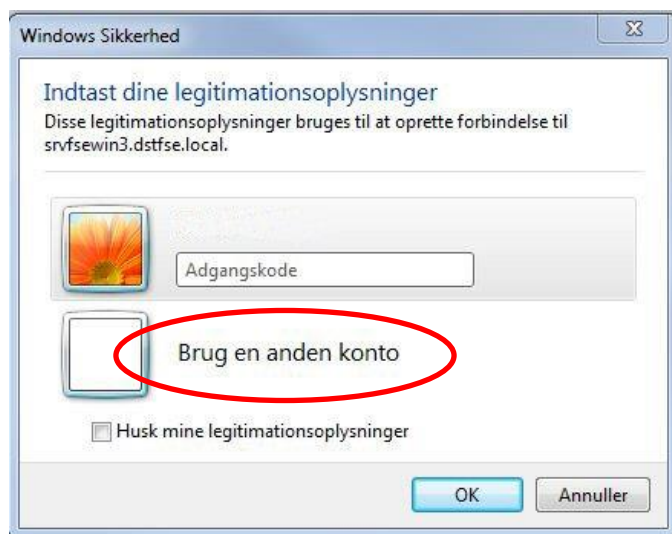 Windows Sikkerhed
Indtast dine legitimationsoplysninger
Disse legitimationsoplysninger bruges til at oprette forbindelse til
srvfsewin3.dstfse.local.
Adgangskode
Brug en anden konto
Husk mine legitimationsoplysninger
OK
Annuller